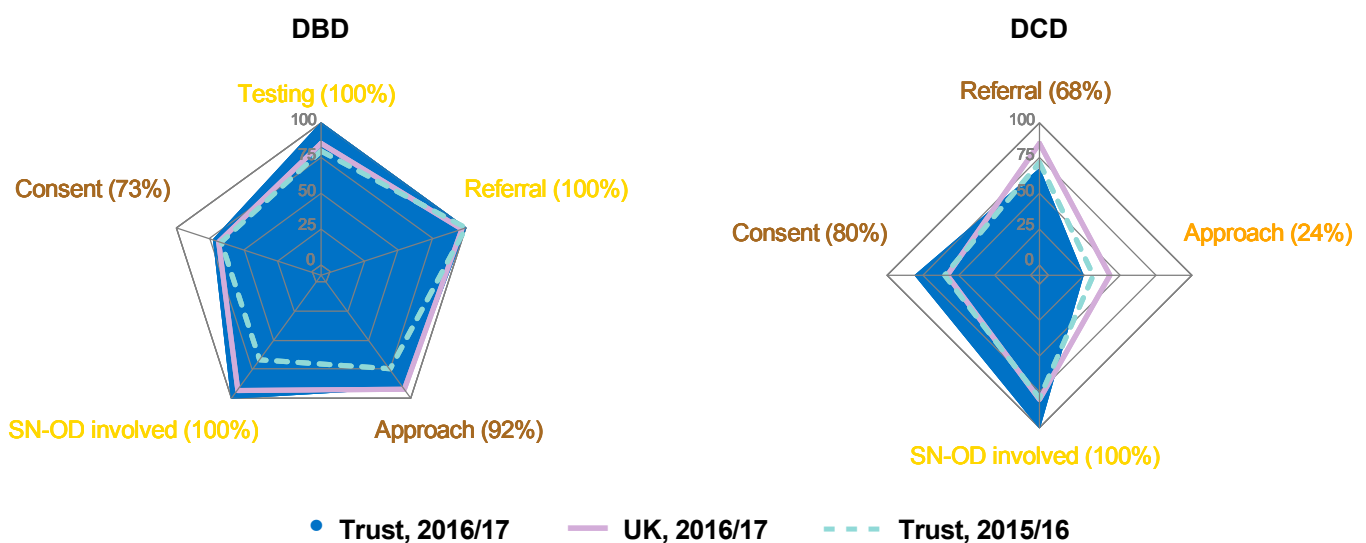 DBD
Testing (100%)
100
75
50
25
0
Consent (73%)
Referral (100%)
SN-OD involved (100%)
Approach (92%)
DCD
Referral (68%)
100
75
50
25
0
Consent (80%)
Approach (24%)
SN-OD involved (100%)
Trust, 2016/17
UK, 2016/17
Trust, 2015/16